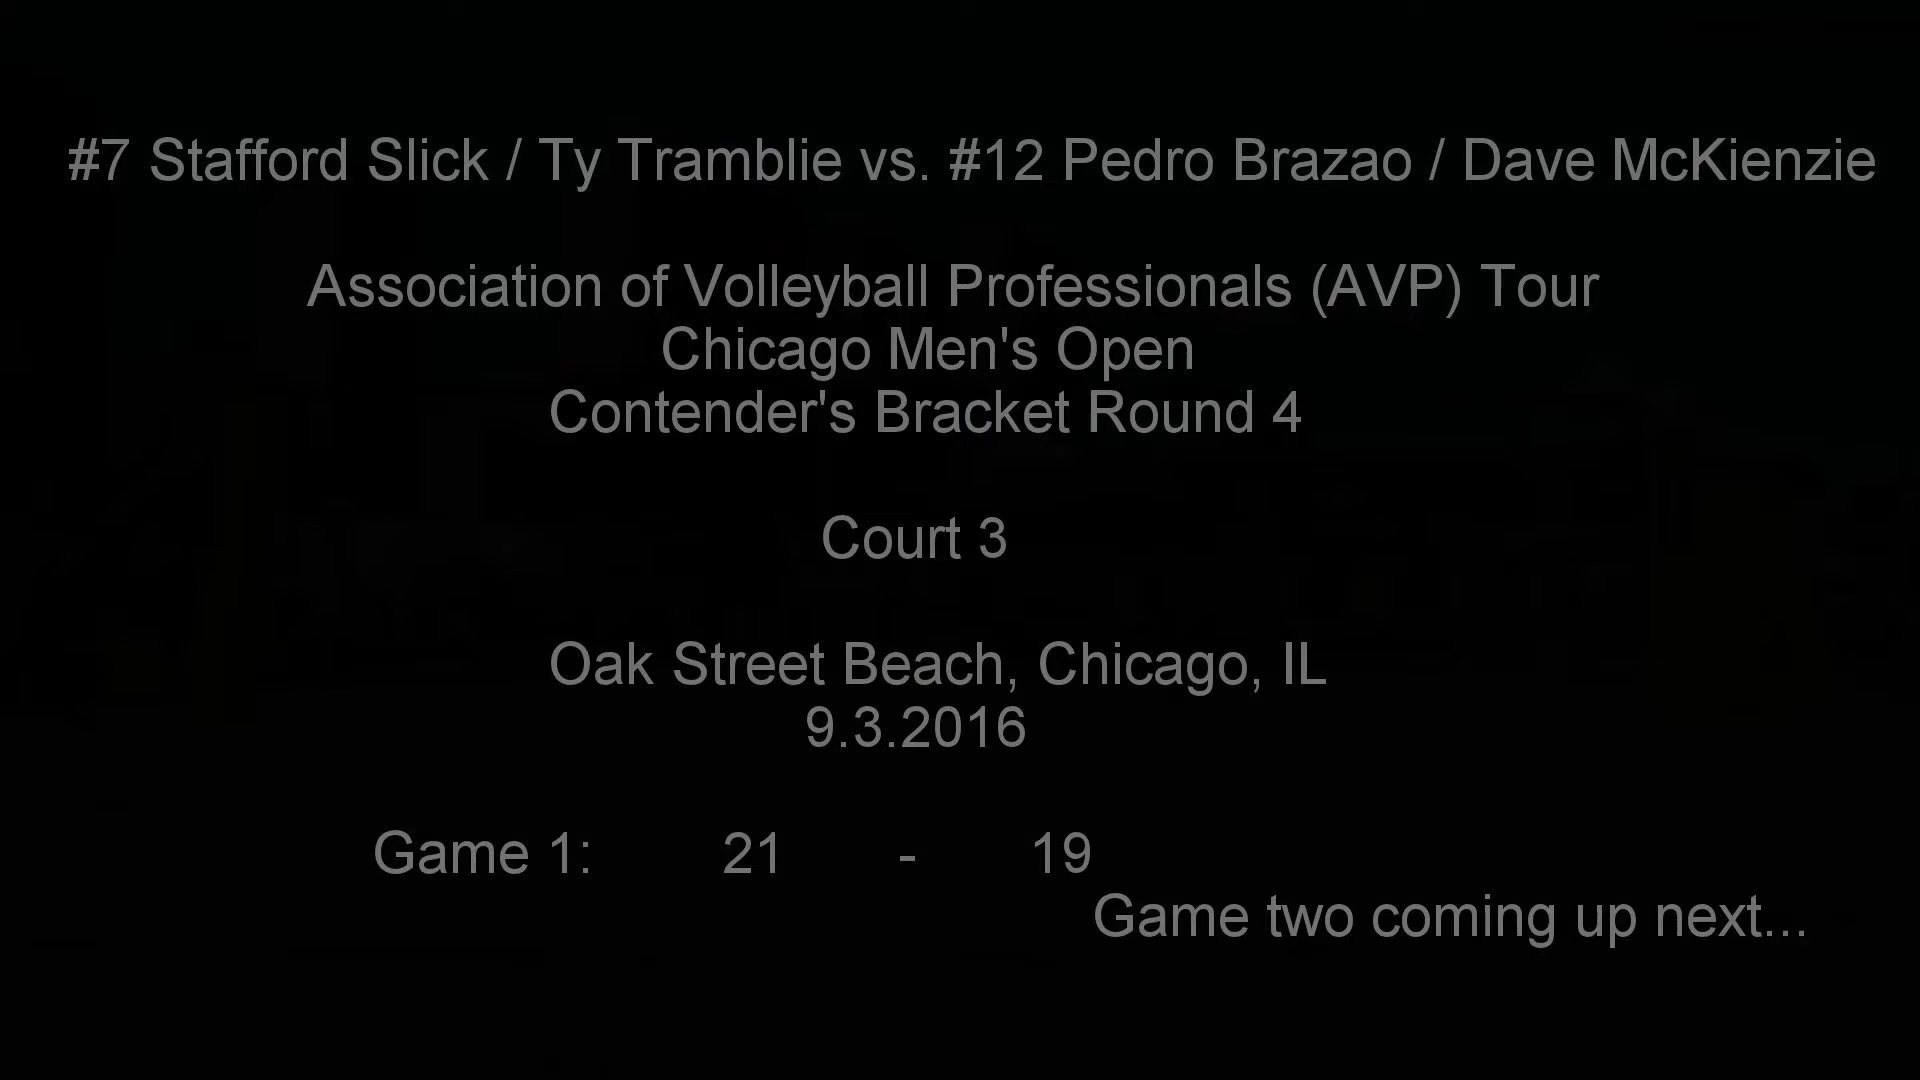 #7 Stafford Slick / Ty Tramblie vs. #12 Pedro Brazao / Dave McKienzie
Association of Volleyball Professionals (AVP) Tour
Chicago Men's Open
Contender's Bracket Round 4
Court 3
Oak Street Beach, Chicago, IL
9.3.2016
Game 1: 21 - 19
Game two coming up next...